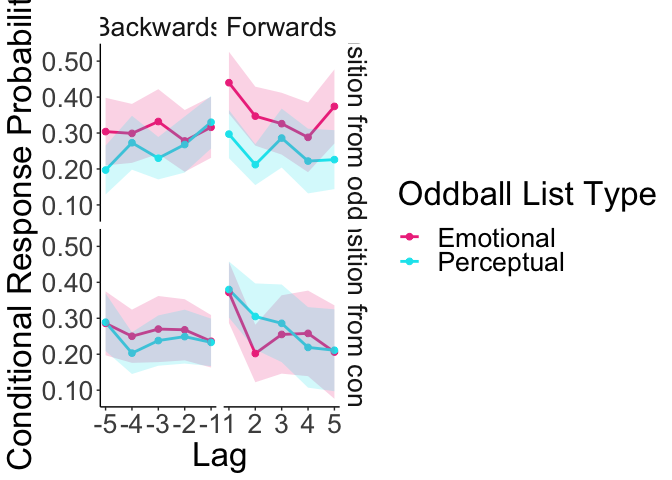 Backwards Forwards
Conditional Response Probabilit
0.50
0.40
0.30
0.20
0.10
sition from odd
0.50
0.40
0.30
0.20
0.10
sition from con
-5 -4 -3 -2 -1 1 2 3 4 5
Lag
Oddball List Type
Emotional
Perceptual